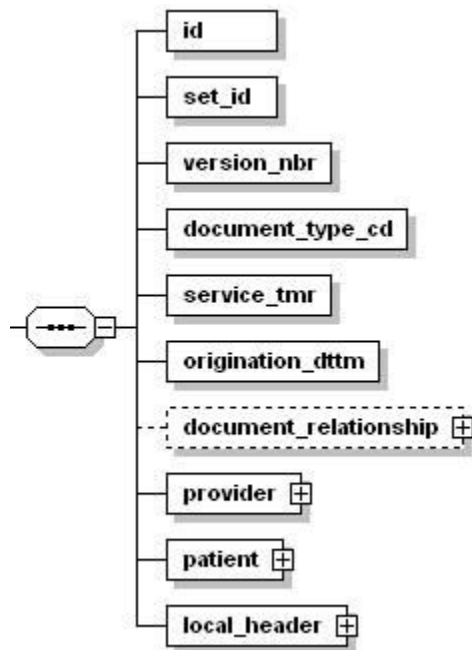 id
set_id
version_nbr
document_type_cd
service_tmr
origination_dttm
document_relationship
provider
patient
local_header